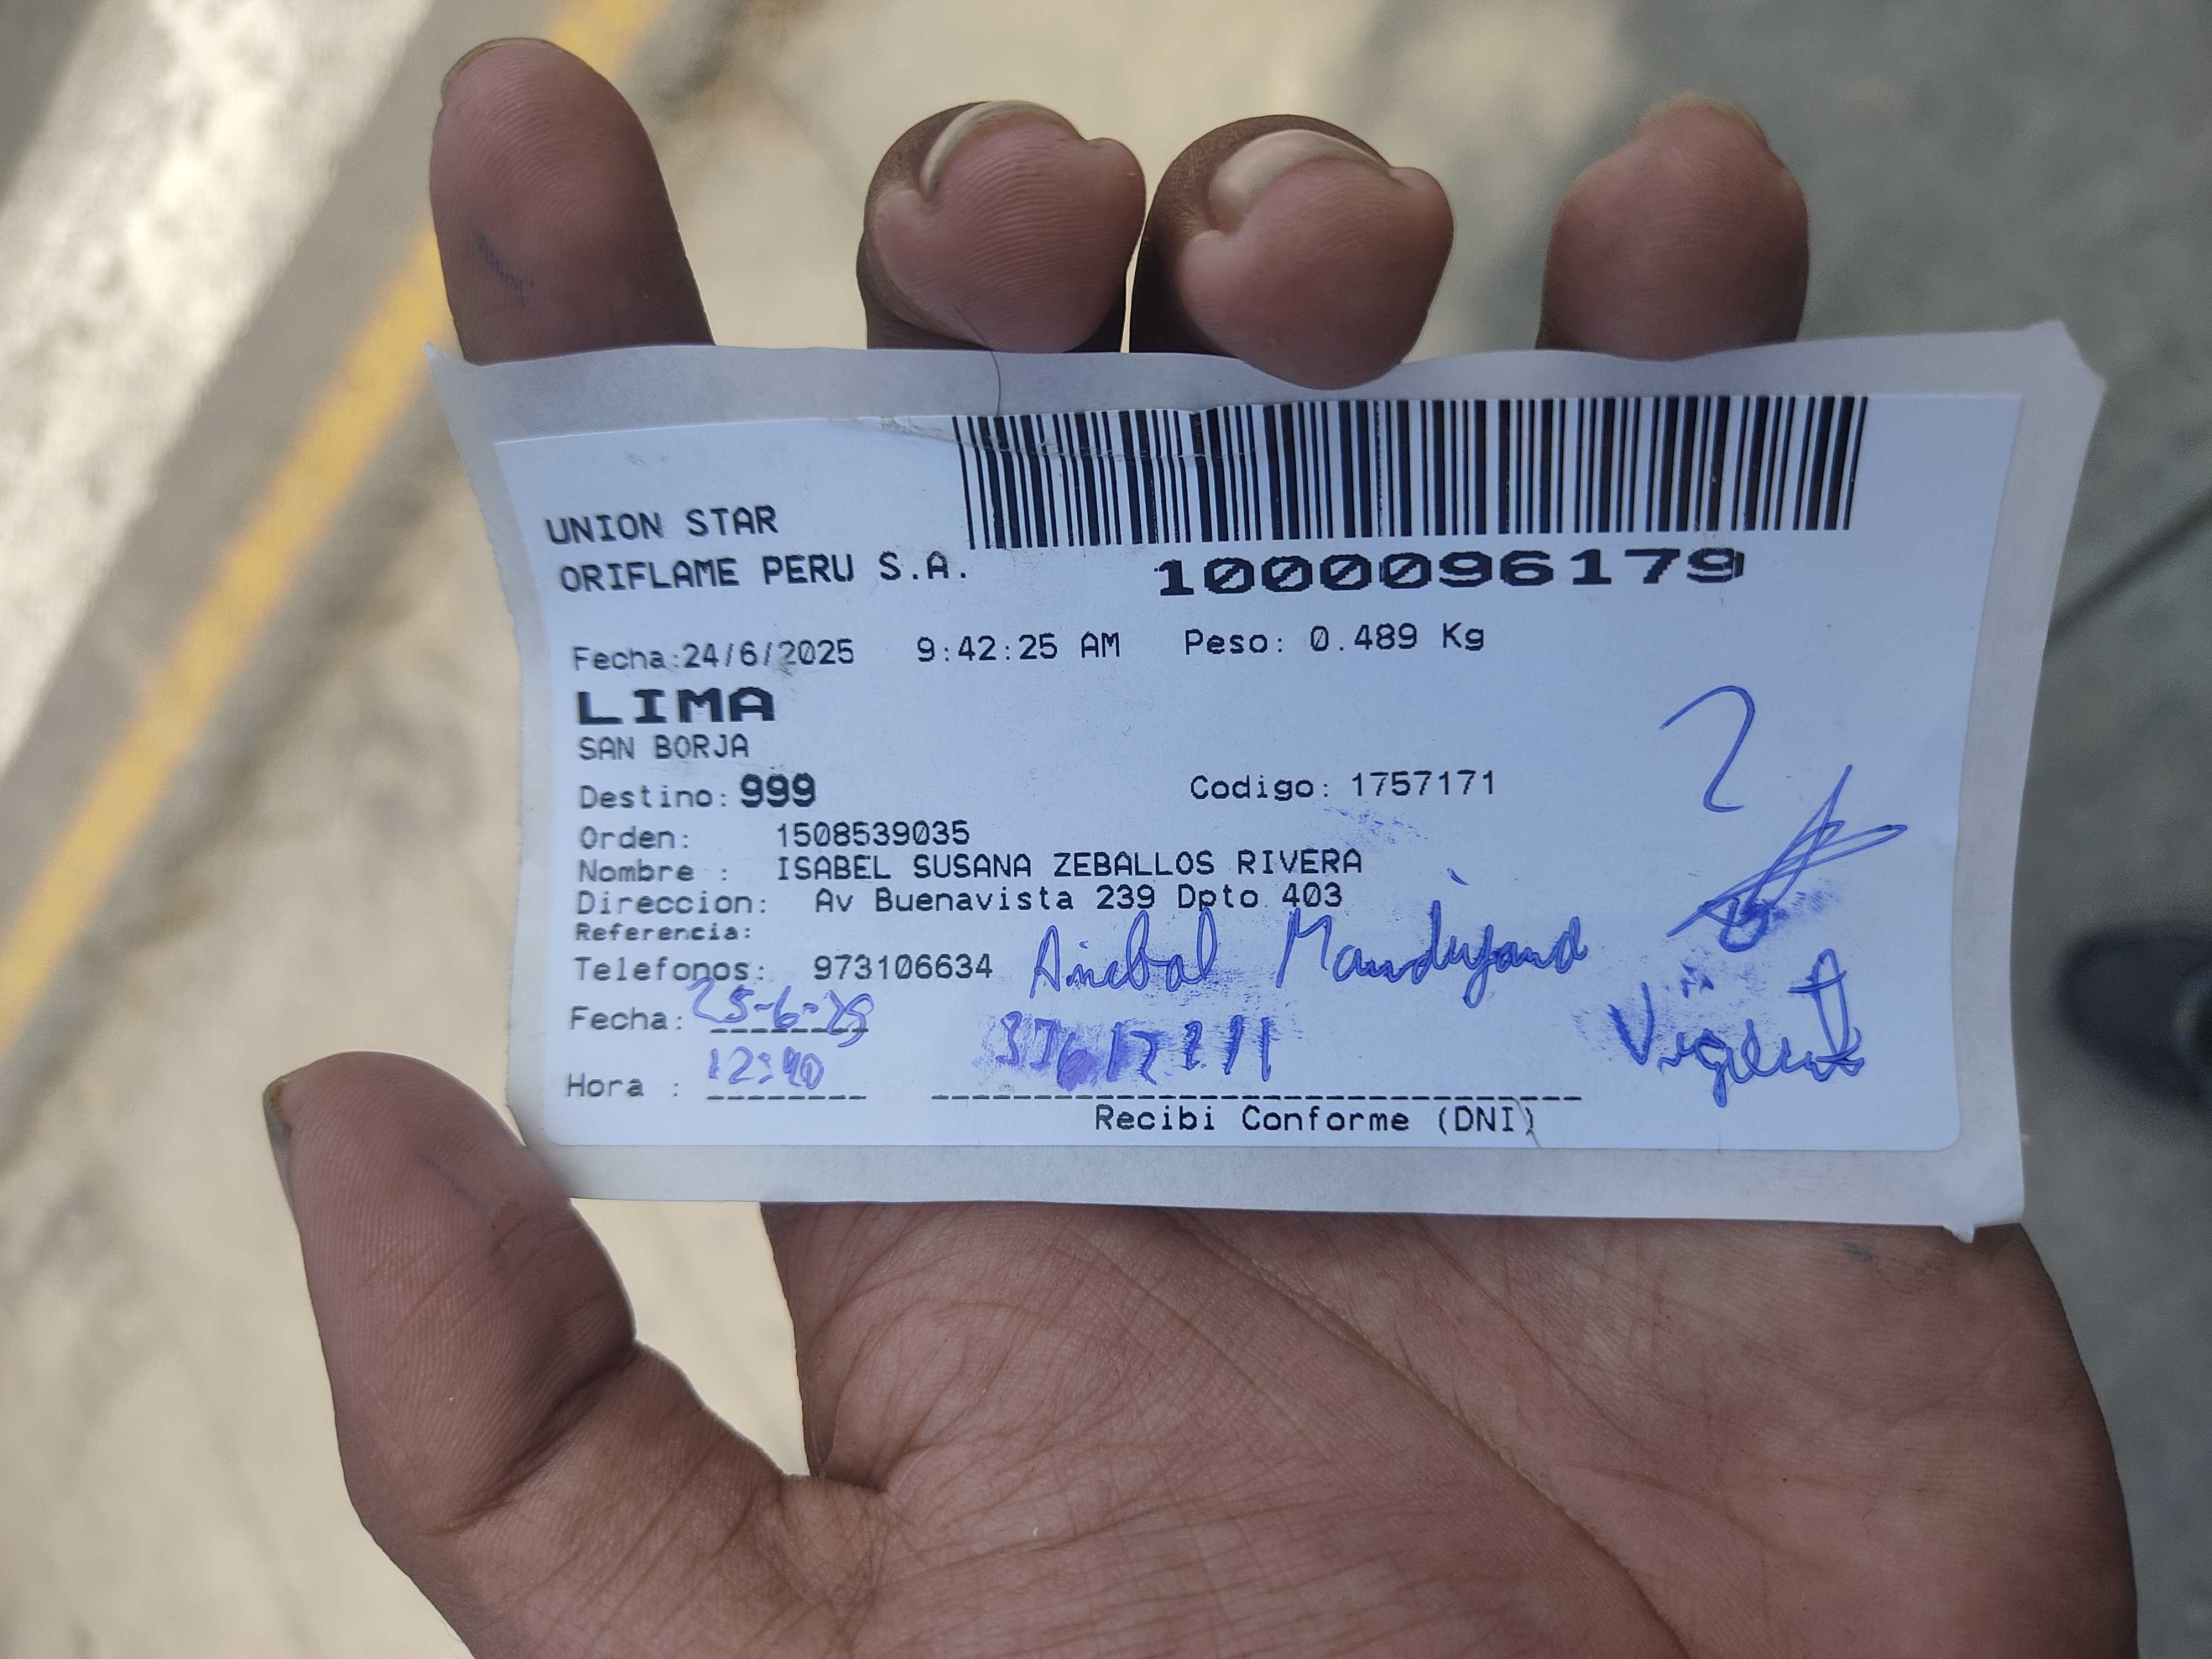 UNION STAR
ORIFLAME PERU S.A.
1000096179
Fecha:24/6/2025 9:42:25 AM Peso: 0.489 Kg
LIMA
SAN BORJA
2
Destino: 999 Codigo: 1757171
Orden: 1508539035
Nombre : ISABEL SUSANA ZEBALLOS RIVERA
Direccion: Av Buenavista 239 Dpto 403
Referencia:
Telefonos: 973106634
Fecha: 25-6-25
Hora : 12:40
Recibi Conforme (DNI)